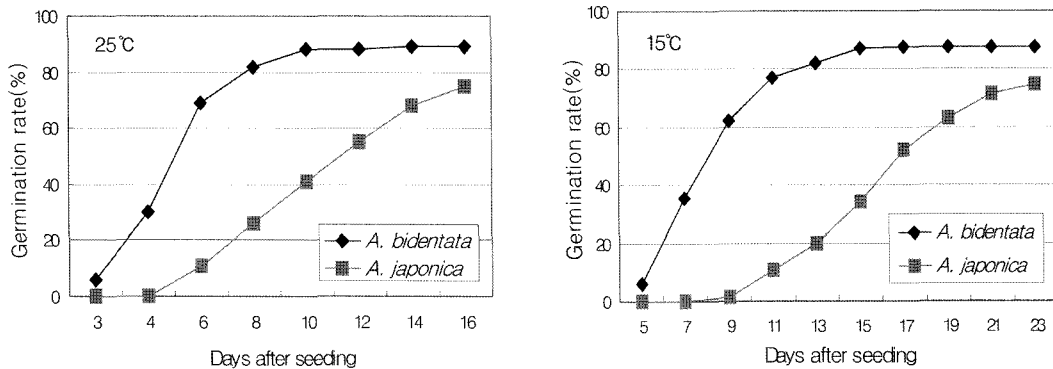 25℃
Germination rate(%)
100
80
60
40
20
0
A. bidentata
A. japonica
3 4 6 8 10 12 14 16
Days after seeding
15℃
Germination rate(%)
100
80
60
40
20
0
A. bidentata
A. japonica
5 7 9 11 13 15 17 19 21 23
Days after seeding